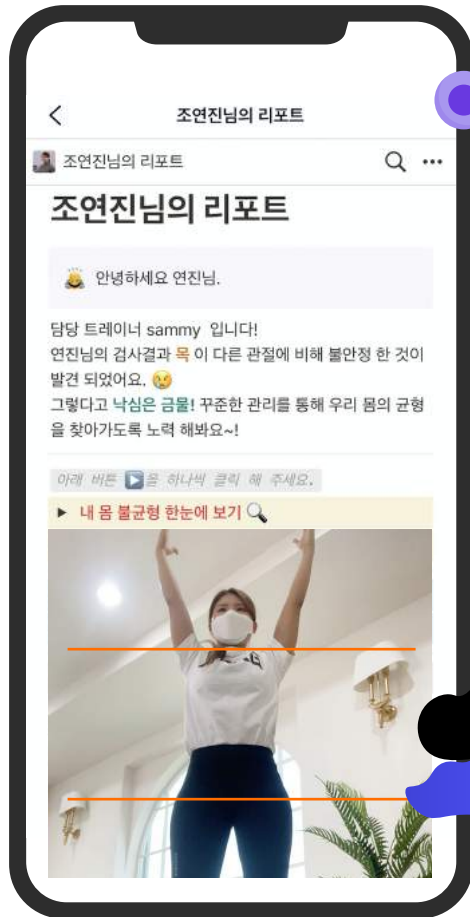 조연진님의 리포트
조연진님의 리포트
조연진님의 리포트
안녕하세요 연진님.
담당 트레이너 sammy 입니다!
연진님의 검사결과 목 이 다른 관절에 비해 불안정 한 것이
발견 되었어요. 😢
그렇다고 낙심은 금물! 꾸준한 관리를 통해 우리 몸의 균형
을 찾아가도록 노력 해봐요~!
아래 버튼 ▶️을 하나씩 클릭 해 주세요.
▶ 내 몸 불균형 한눈에 보기 🔍